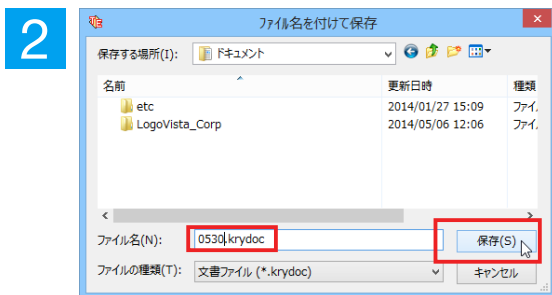 2
ファイル名を付けて保存
保存する場所(I): ドキュメント
名前 更新日時 種類
etc 2014/01/27 15:09 ファイ
LogoVista_Corp 2014/05/06 12:06 ファイ
ファイル名(N): 0530.krydoc 保存(S)
ファイルの種類(T): 文書ファイル (*.krydoc) キャンセル